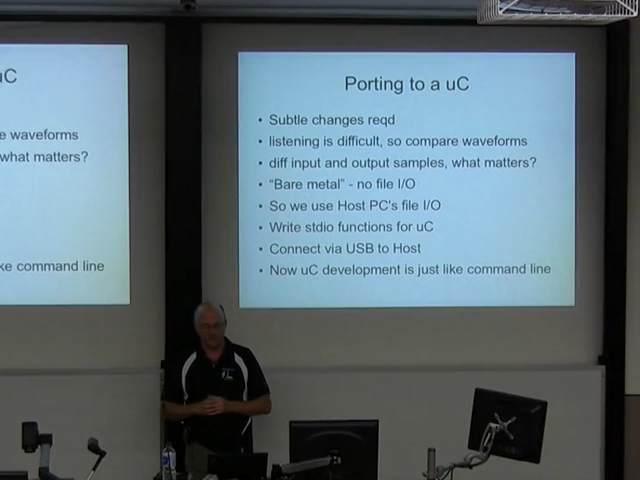 uC
e waveforms
what matters?
ke command line
Porting to a uC
• Subtle changes reqd
• listening is difficult, so compare waveforms
• diff input and output samples, what matters?
• “Bare metal” - no file I/O
• So we use Host PC's file I/O
• Write stdio functions for uC
• Connect via USB to Host
• Now uC development is just like command line